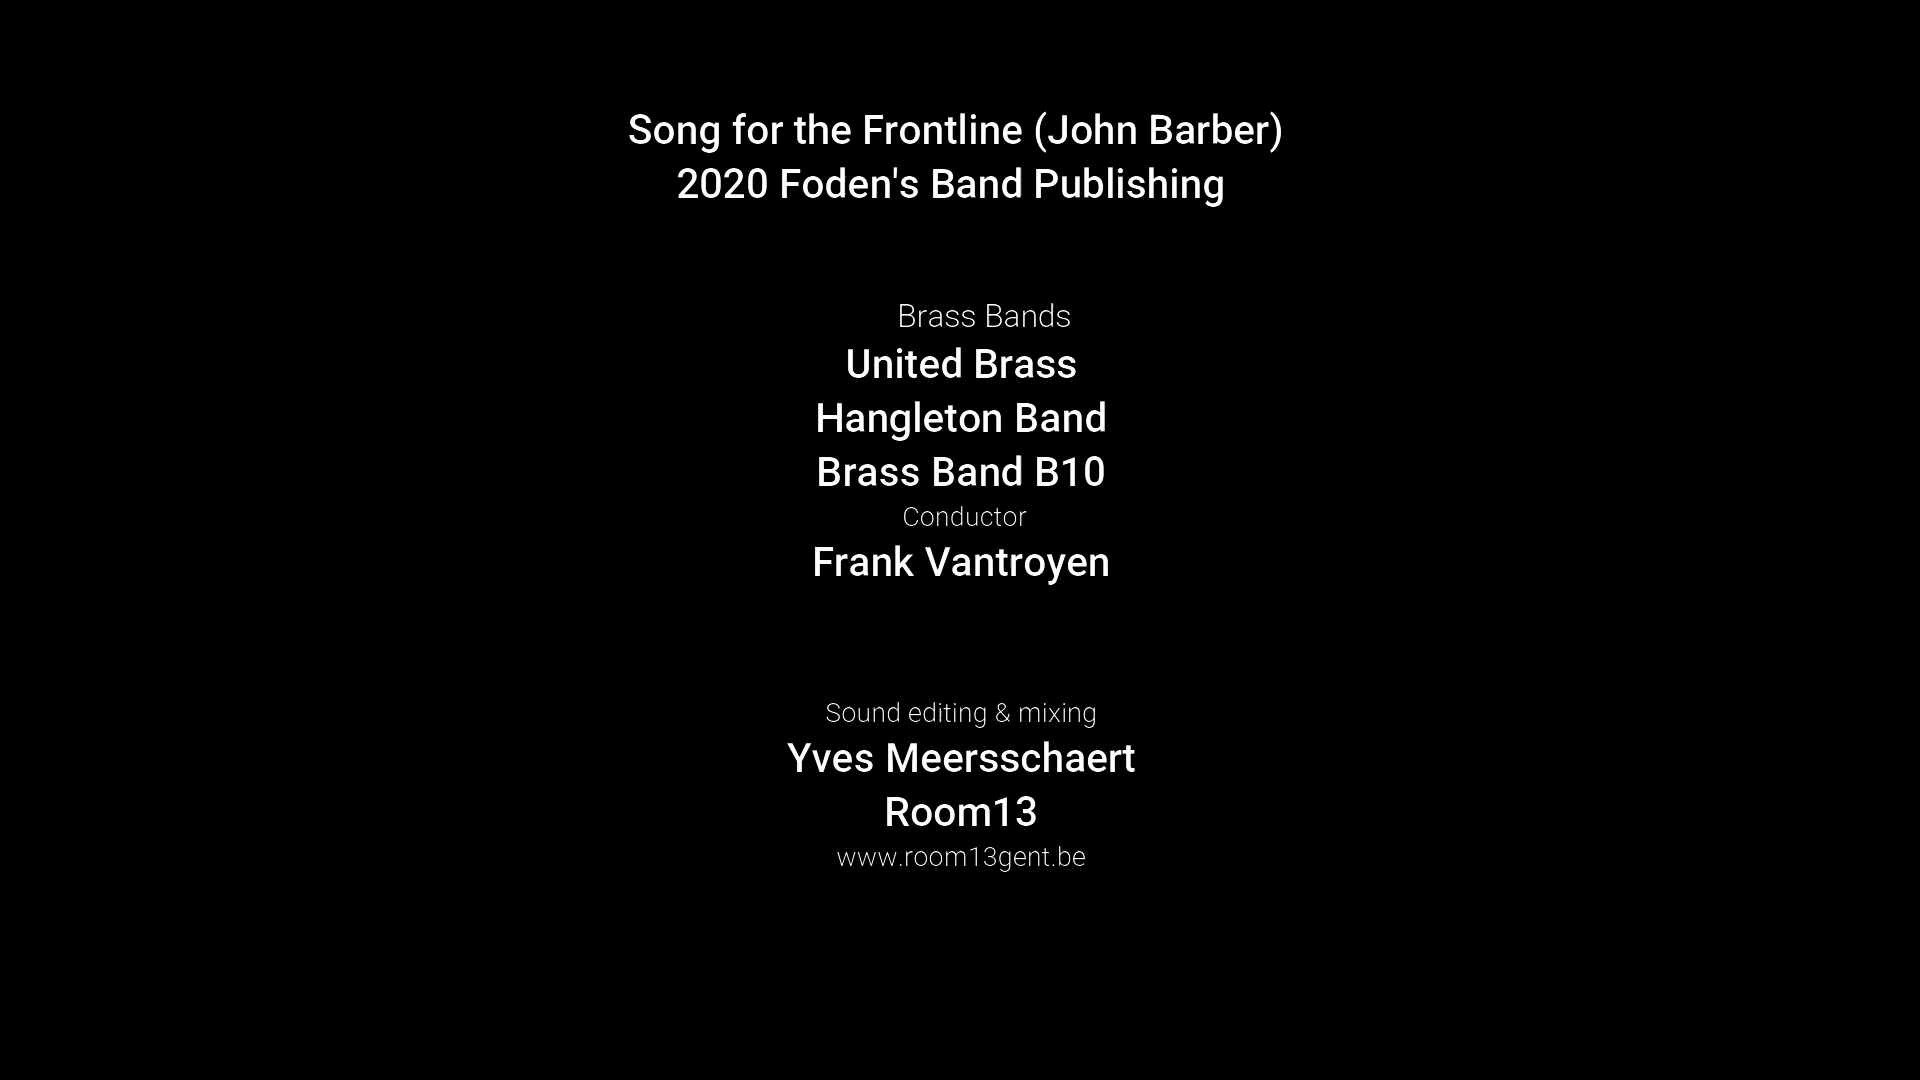 Song for the Frontline (John Barber)
2020 Foden's Band Publishing
Brass Bands
United Brass
Hangleton Band
Brass Band B10
Conductor
Frank Vantroyen
Sound editing & mixing
Yves Meersschaert
Room13
www.room13gent.be